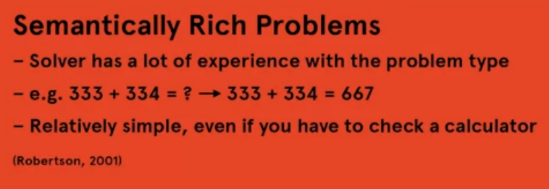 Semantically Rich Problems
– Solver has a lot of experience with the problem type
– e.g. 333 + 334 = ? → 333 + 334 = 667
– Relatively simple, even if you have to check a calculator
(Robertson, 2001)